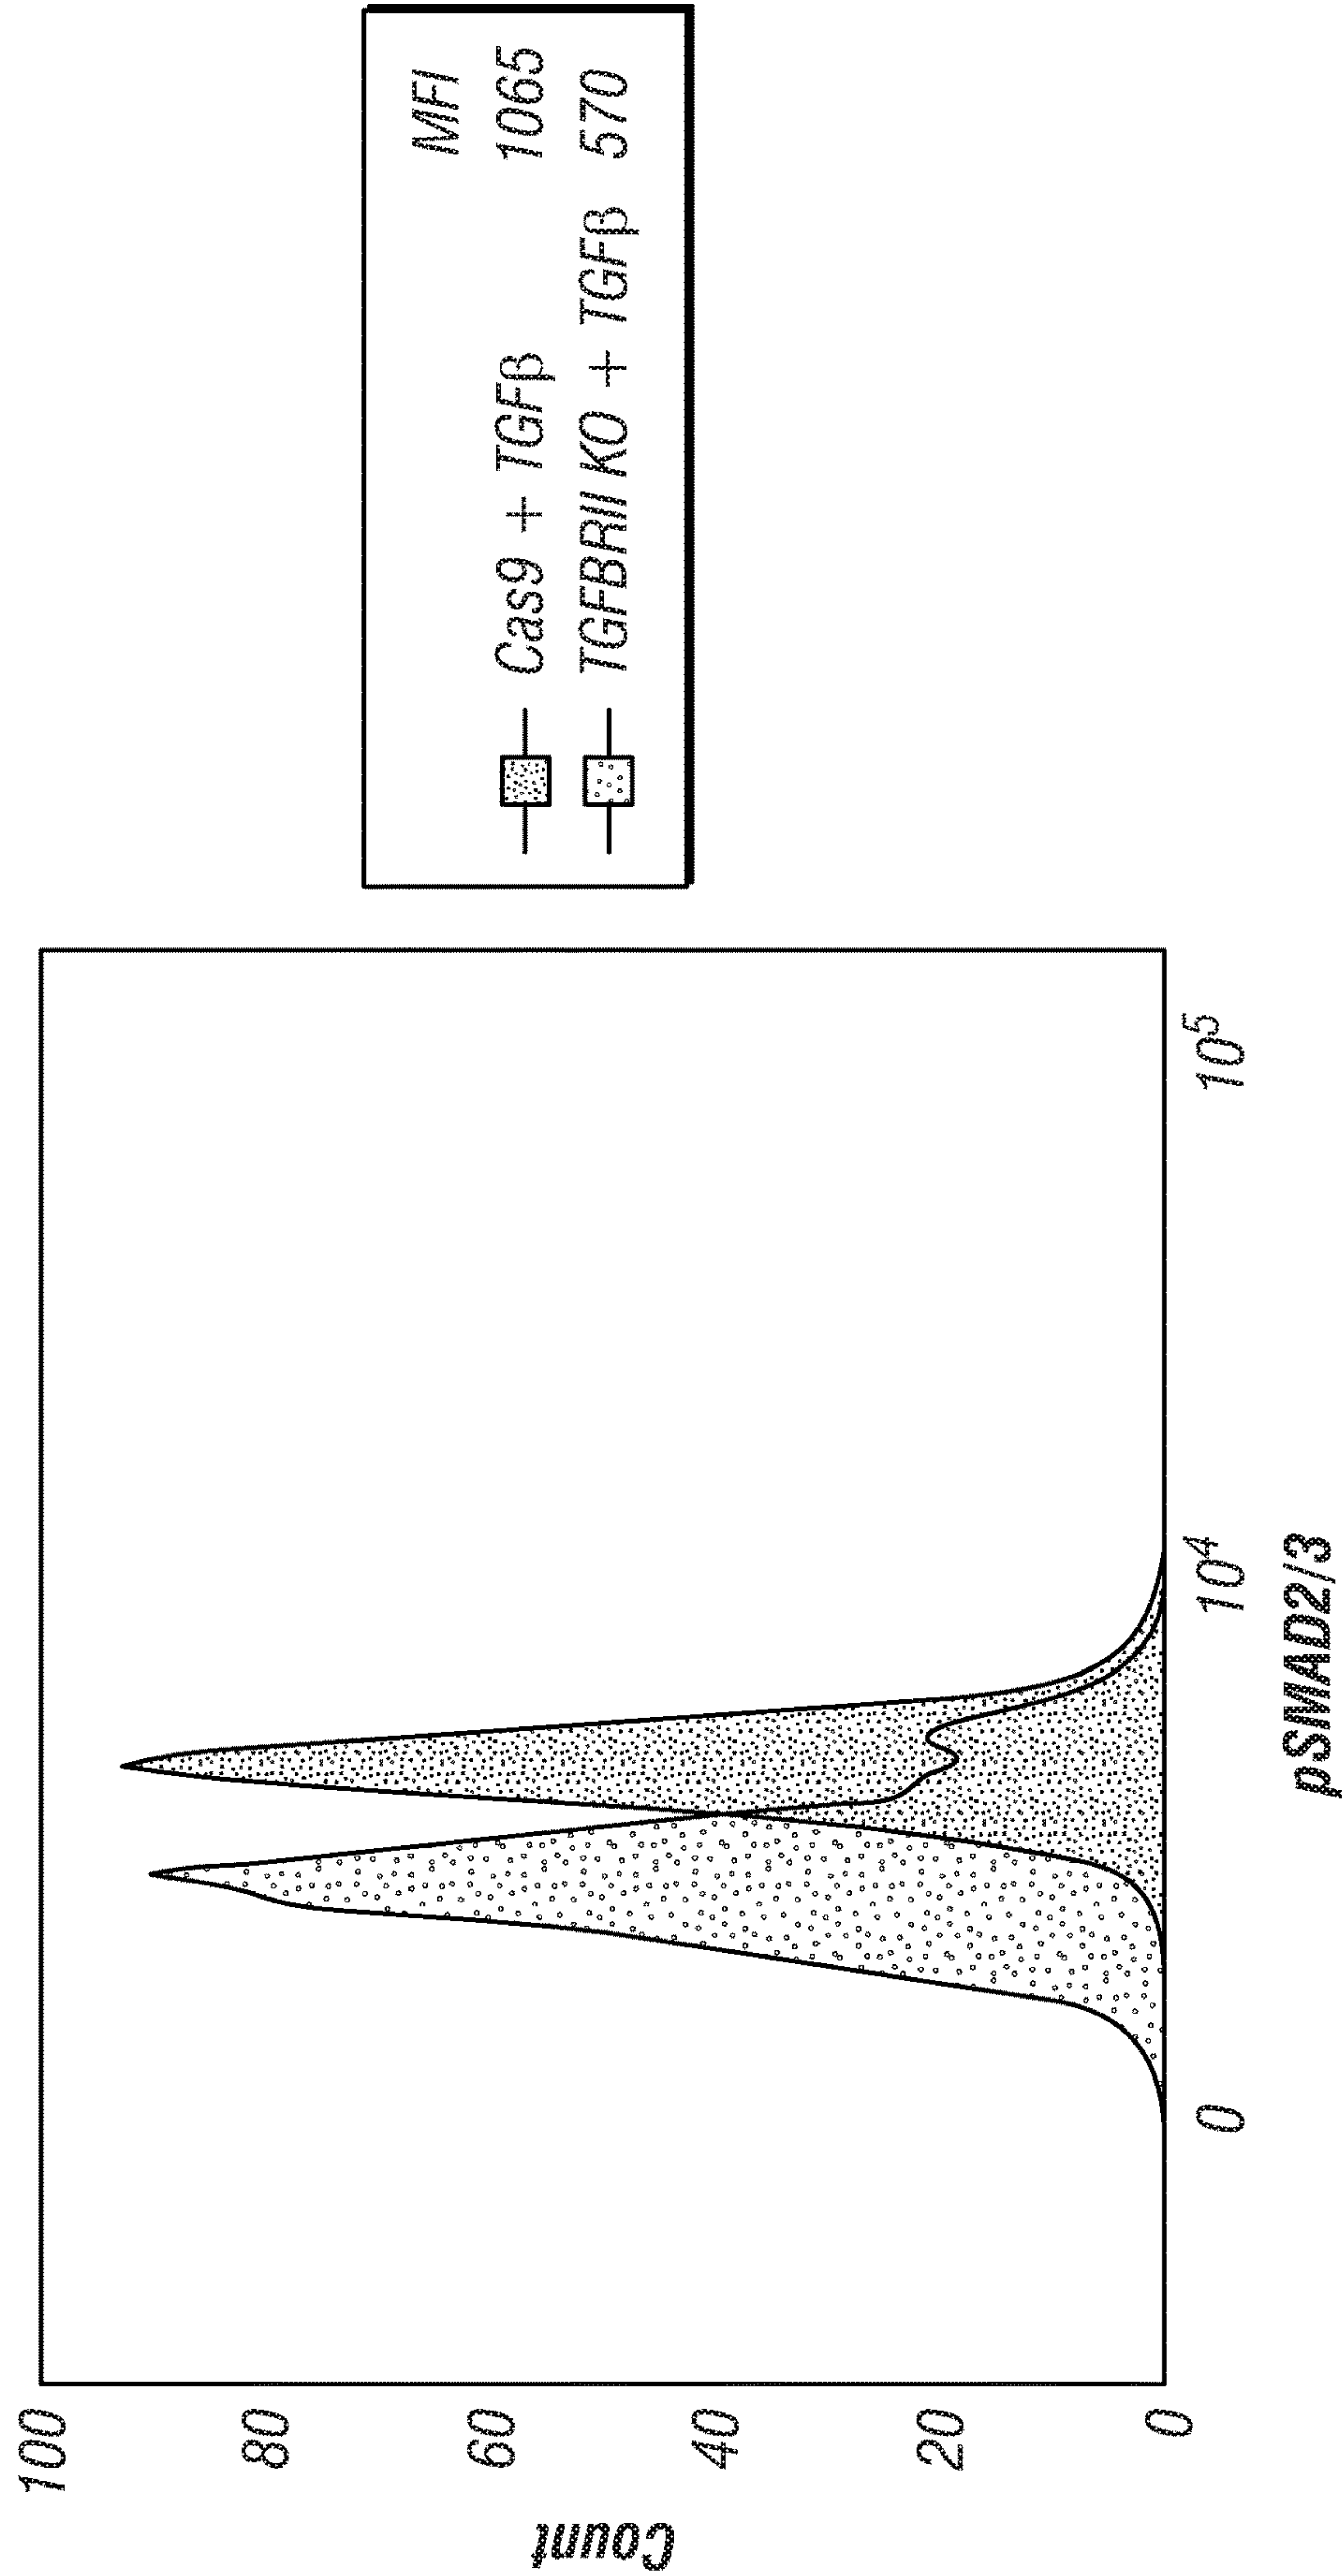 Count
100
80
60
40
20
0
0
10⁴
10⁵
pSMAD2/3
MFI
Cas9 + TGFβ 1065
TGFBRII KO + TGFβ 570